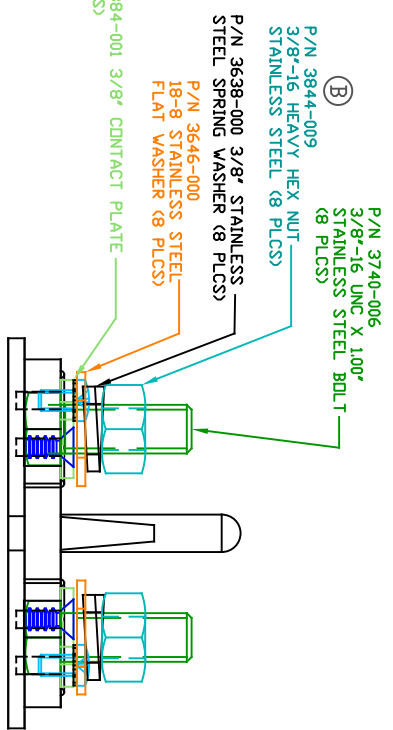 P/N 3740-006
3/8"-16 UNC X 1.00"
STAINLESS STEEL BOLT
(8 PLCS)
B
P/N 3844-009
3/8"-16 HEAVY HEX NUT
STAINLESS STEEL (8 PLCS)
P/N 3638-000 3/8" STAINLESS
STEEL SPRING WASHER (8 PLCS)
P/N 3646-000
18-8 STAINLESS STEEL
FLAT WASHER (8 PLCS)
84-001 3/8" CONTACT PLATE
S)